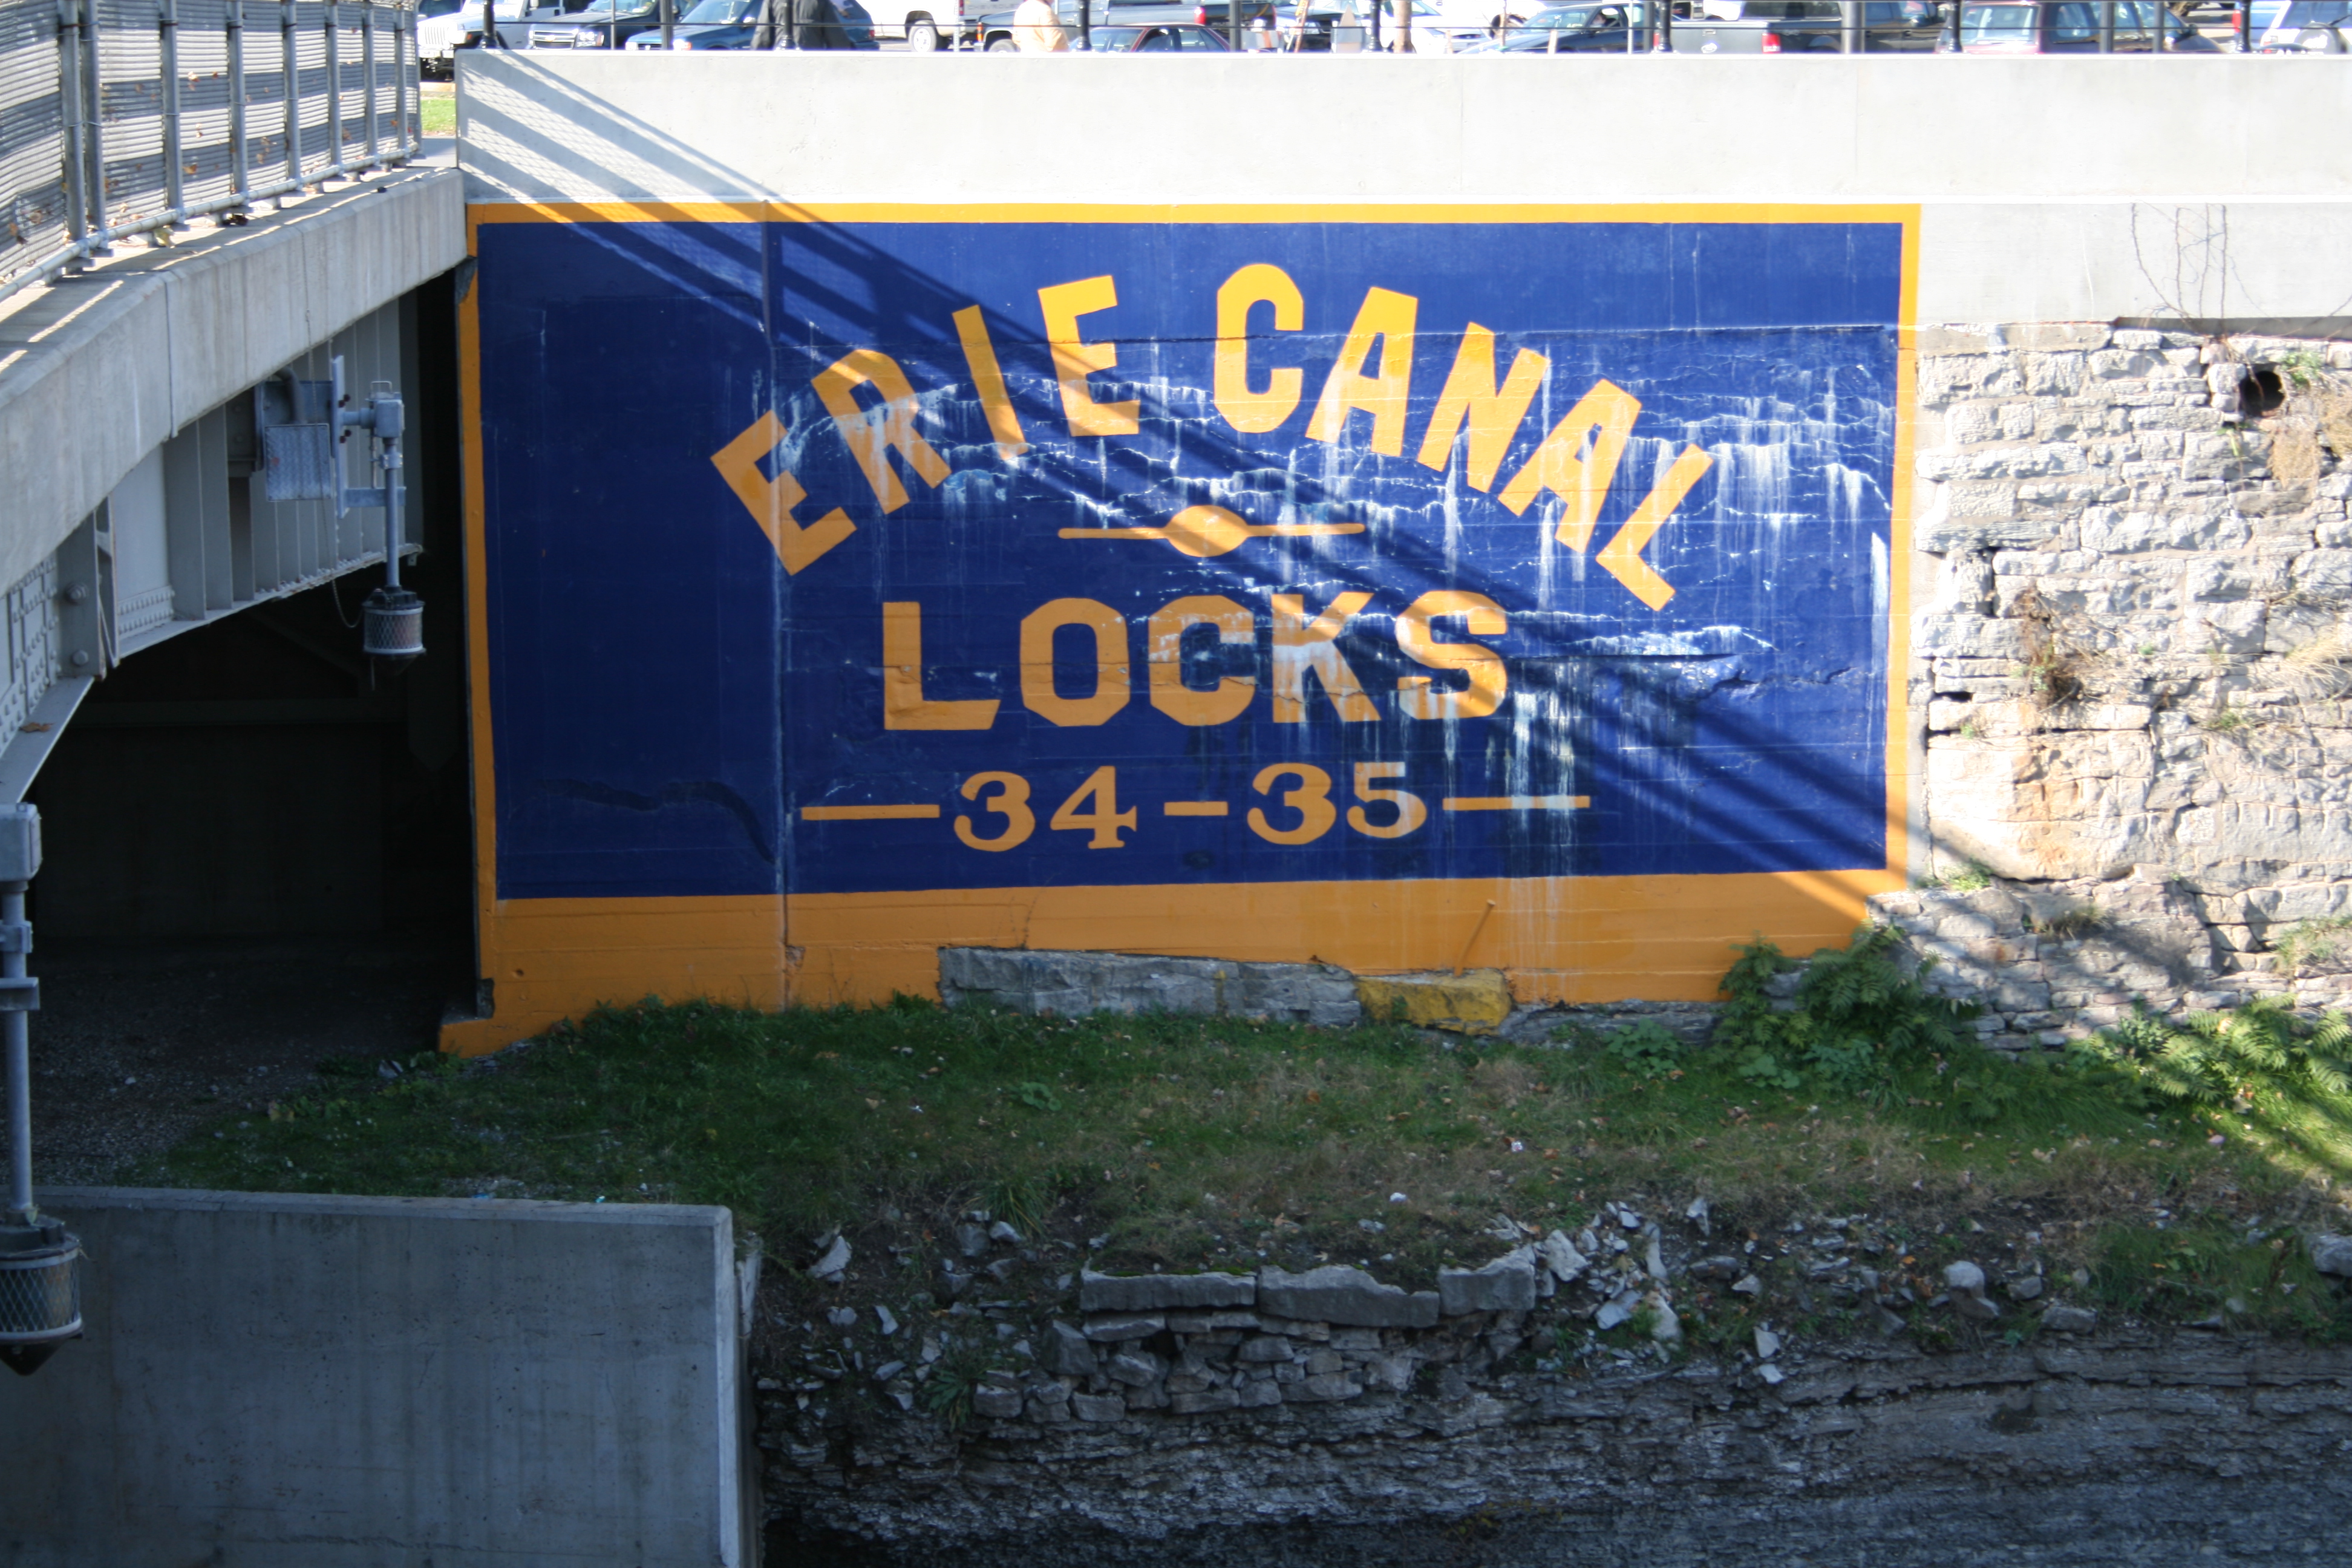 ERIE CANAL
LOCKS
—34-35—